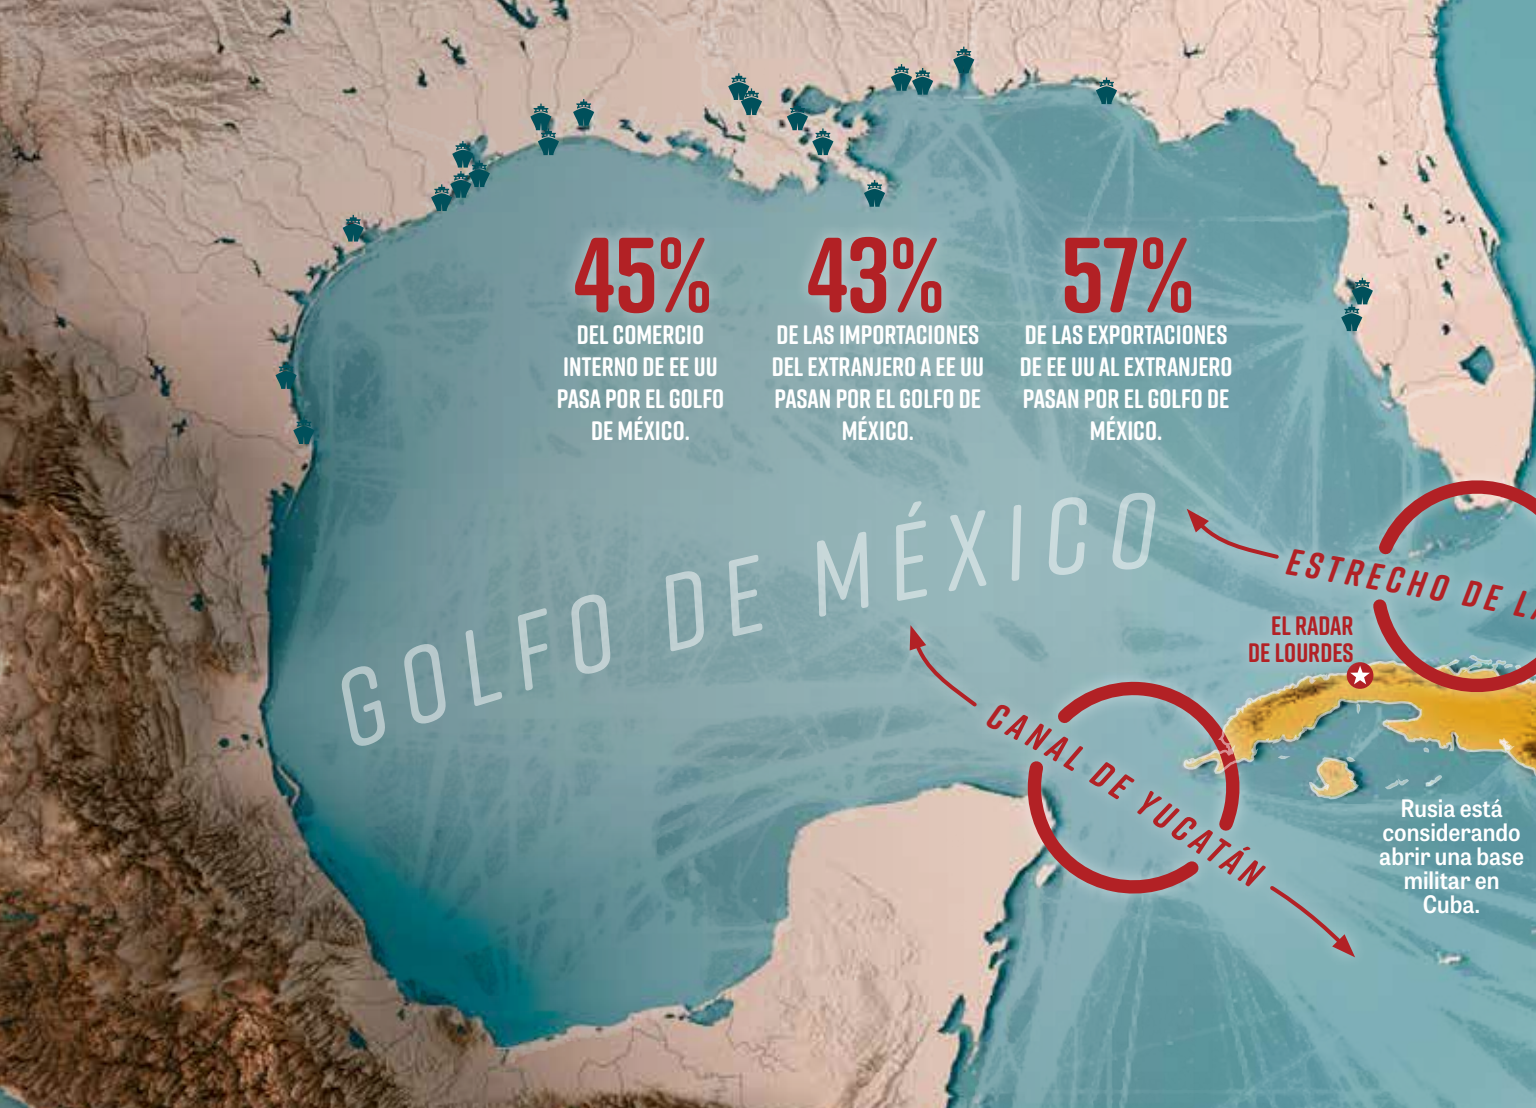 45%
DEL COMERCIO
INTERNO DE EE UU
PASA POR EL GOLFO
DE MÉXICO.
43%
DE LAS IMPORTACIONES
DEL EXTRANJERO A EE UU
PASAN POR EL GOLFO DE
MÉXICO.
57%
DE LAS EXPORTACIONES
DE EE UU AL EXTRANJERO
PASAN POR EL GOLFO DE
MÉXICO.
GOLFO DE MÉXICO
ESTRECHO DE
EL RADAR
DE LOURDES
CANAL DE YUCATÁN
Rusia está
considerando
abrir una base
militar en
Cuba.